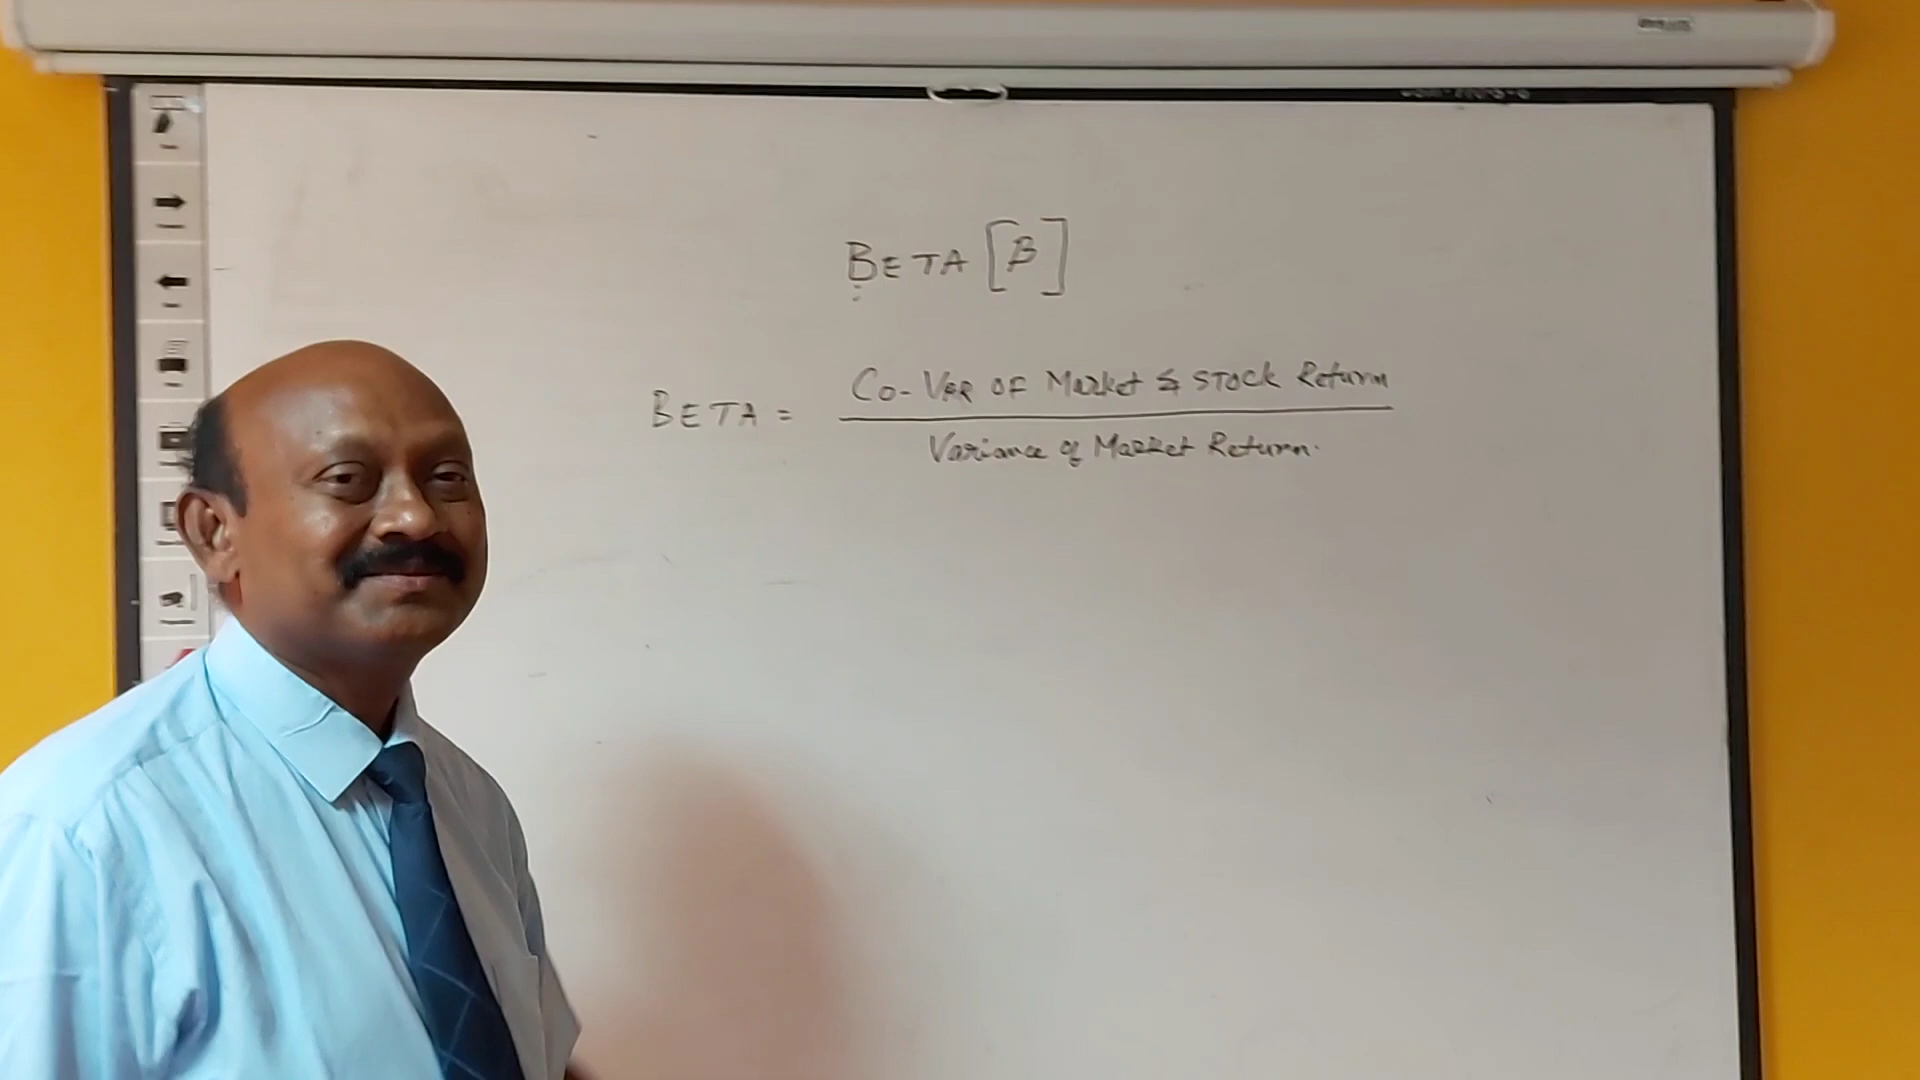 BETA [β]
BETA = Co-VAR OF Market & STOCK Return
Variance of Market Return.